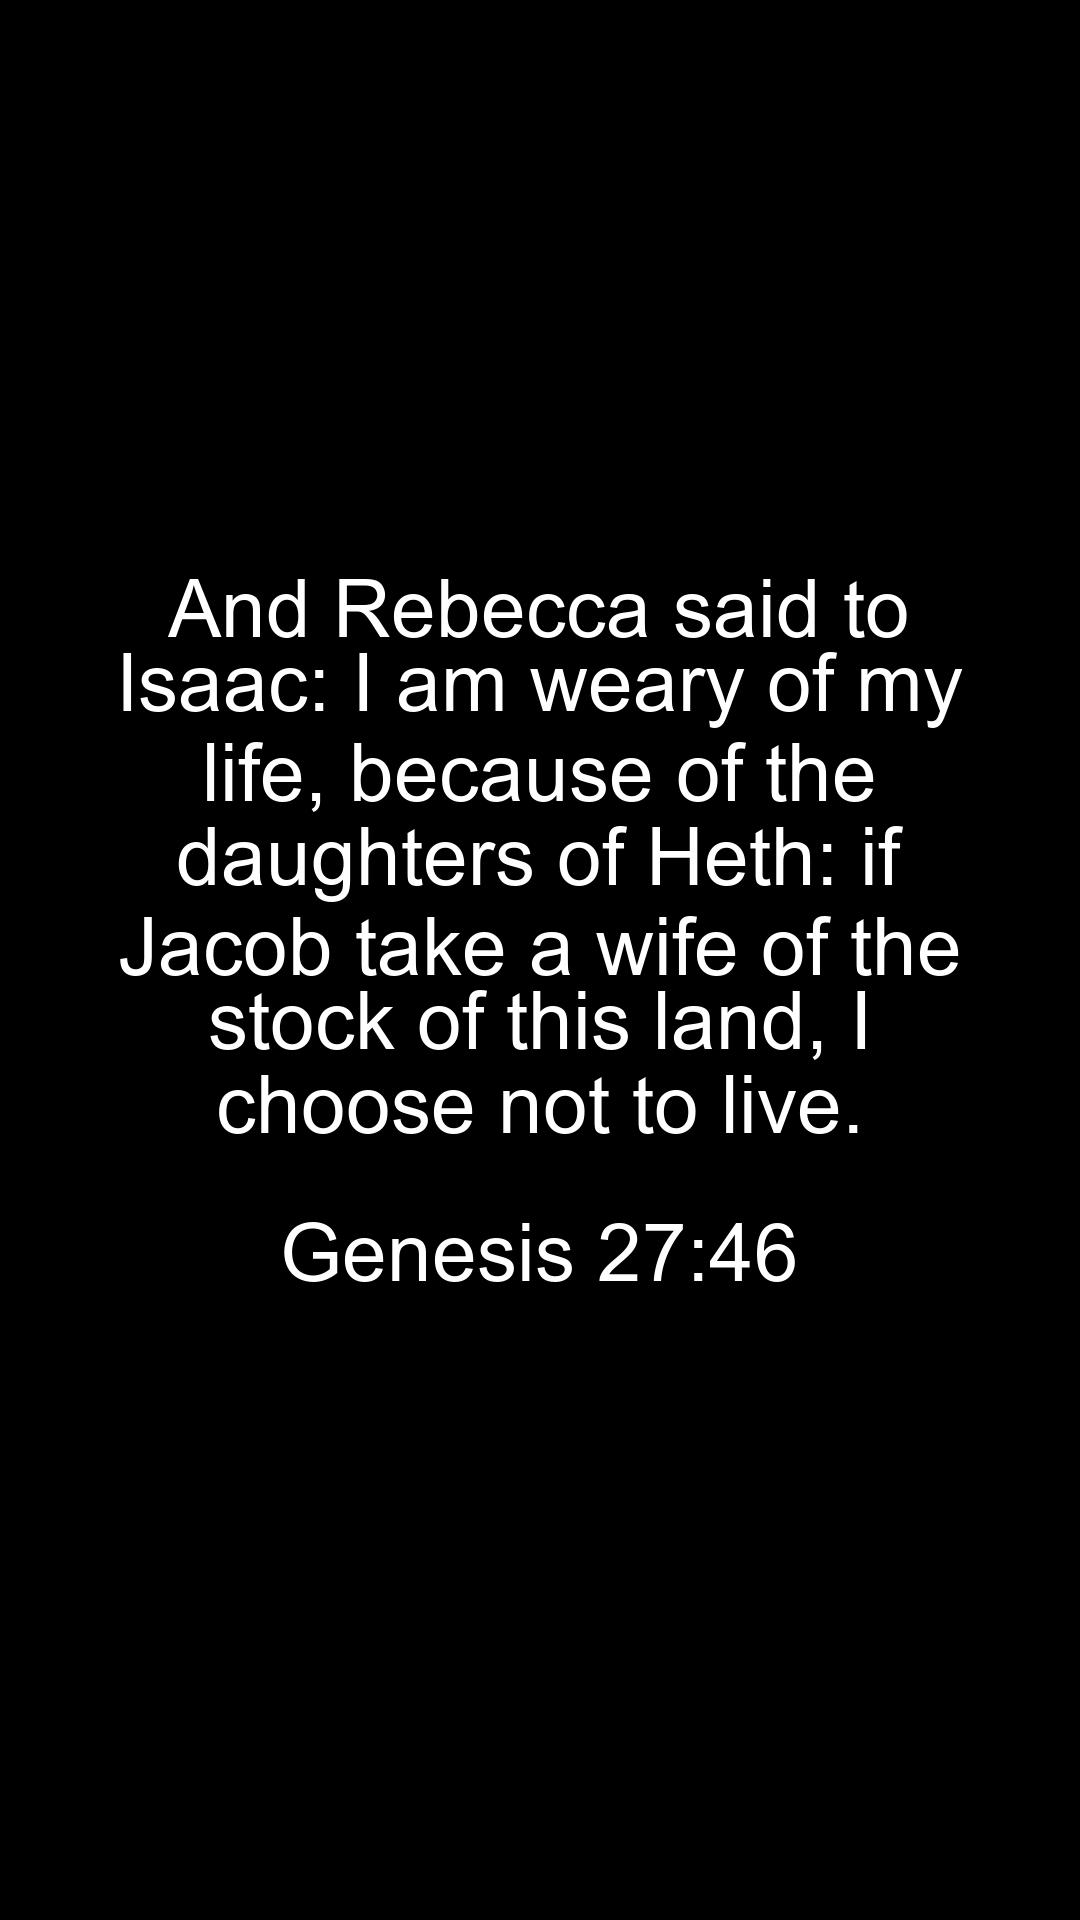 And Rebecca said to
Isaac: I am weary of my
life, because of the
daughters of Heth: if
Jacob take a wife of the
stock of this land, I
choose not to live.
Genesis 27:46